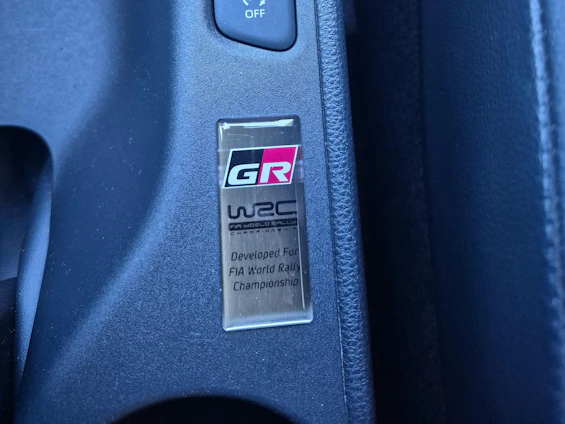 OFF
GR
WRC
FIA WORLD RALLY
CHAMPIONSHIP
Developed For
FIA World Rally
Championship